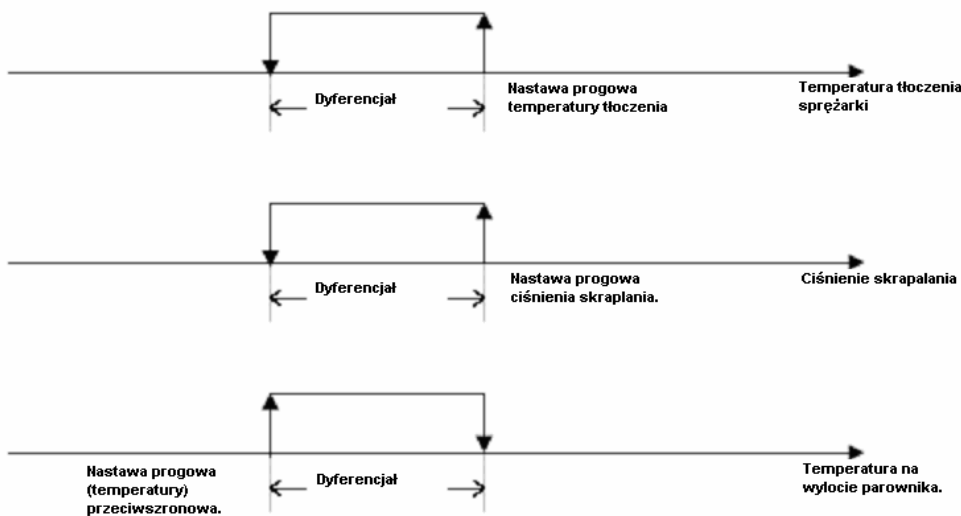 Dyferencjał
Nastawa progowa
temperatury tłoczenia
Temperatura tłoczenia
sprężarki
Dyferencjał
Nastawa progowa
ciśnienia skraplania.
Ciśnienie skrapalania
Nastawa progowa
(temperatury)
przeciwszronowa.
Dyferencjał
Temperatura na
wylocie parownika.